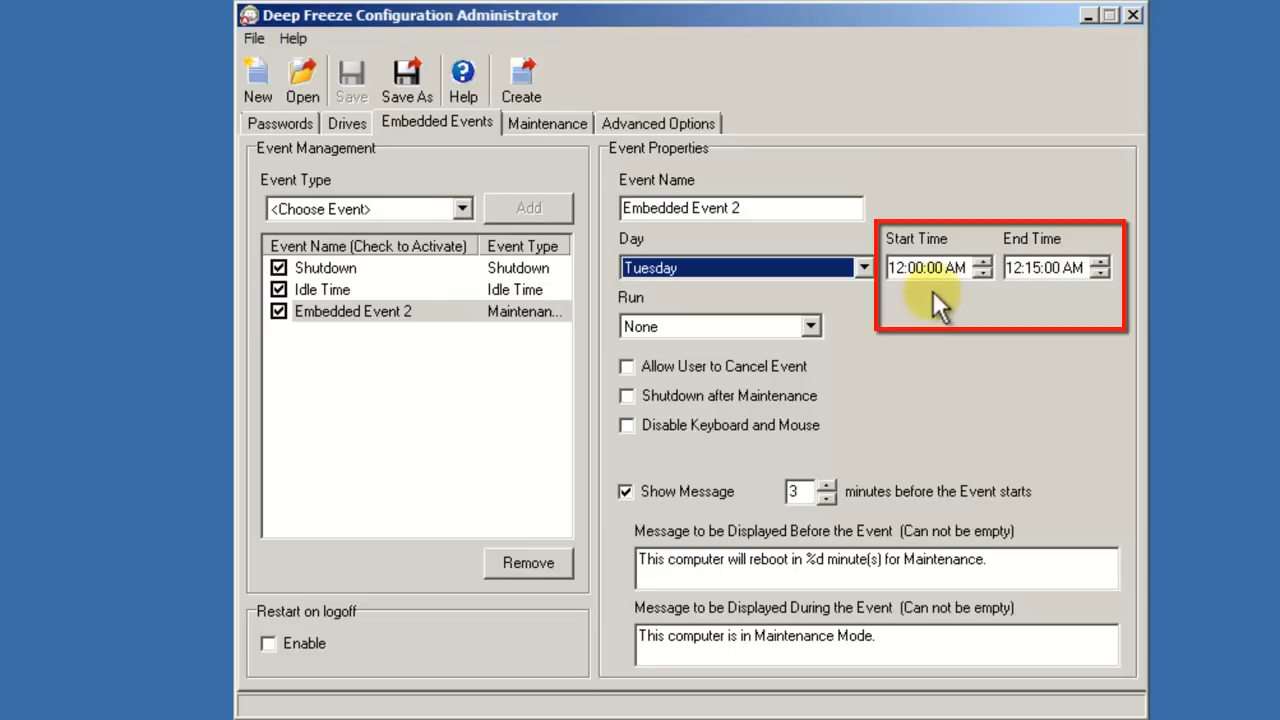 Deep Freeze Configuration Administrator
File Help
New Open Save Save As Help Create
Passwords Drives Embedded Events Maintenance Advanced Options
Event Management
Event Type
<Choose Event> Add
Event Name (Check to Activate) Event Type
Shutdown Shutdown
Idle Time Idle Time
Embedded Event 2 Maintenan...
Remove
Restart on logoff
Enable
Event Properties
Event Name
Embedded Event 2
Day Start Time End Time
Tuesday 12:00:00 AM 12:15:00 AM
Run
None
Allow User to Cancel Event
Shutdown after Maintenance
Disable Keyboard and Mouse
Show Message 3 minutes before the Event starts
Message to be Displayed Before the Event (Can not be empty)
This computer will reboot in %d minute(s) for Maintenance.
Message to be Displayed During the Event (Can not be empty)
This computer is in Maintenance Mode.